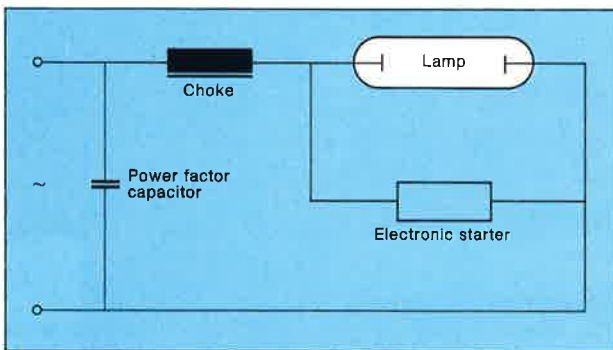 Lamp
Choke
~
Power factor
capacitor
Electronic starter